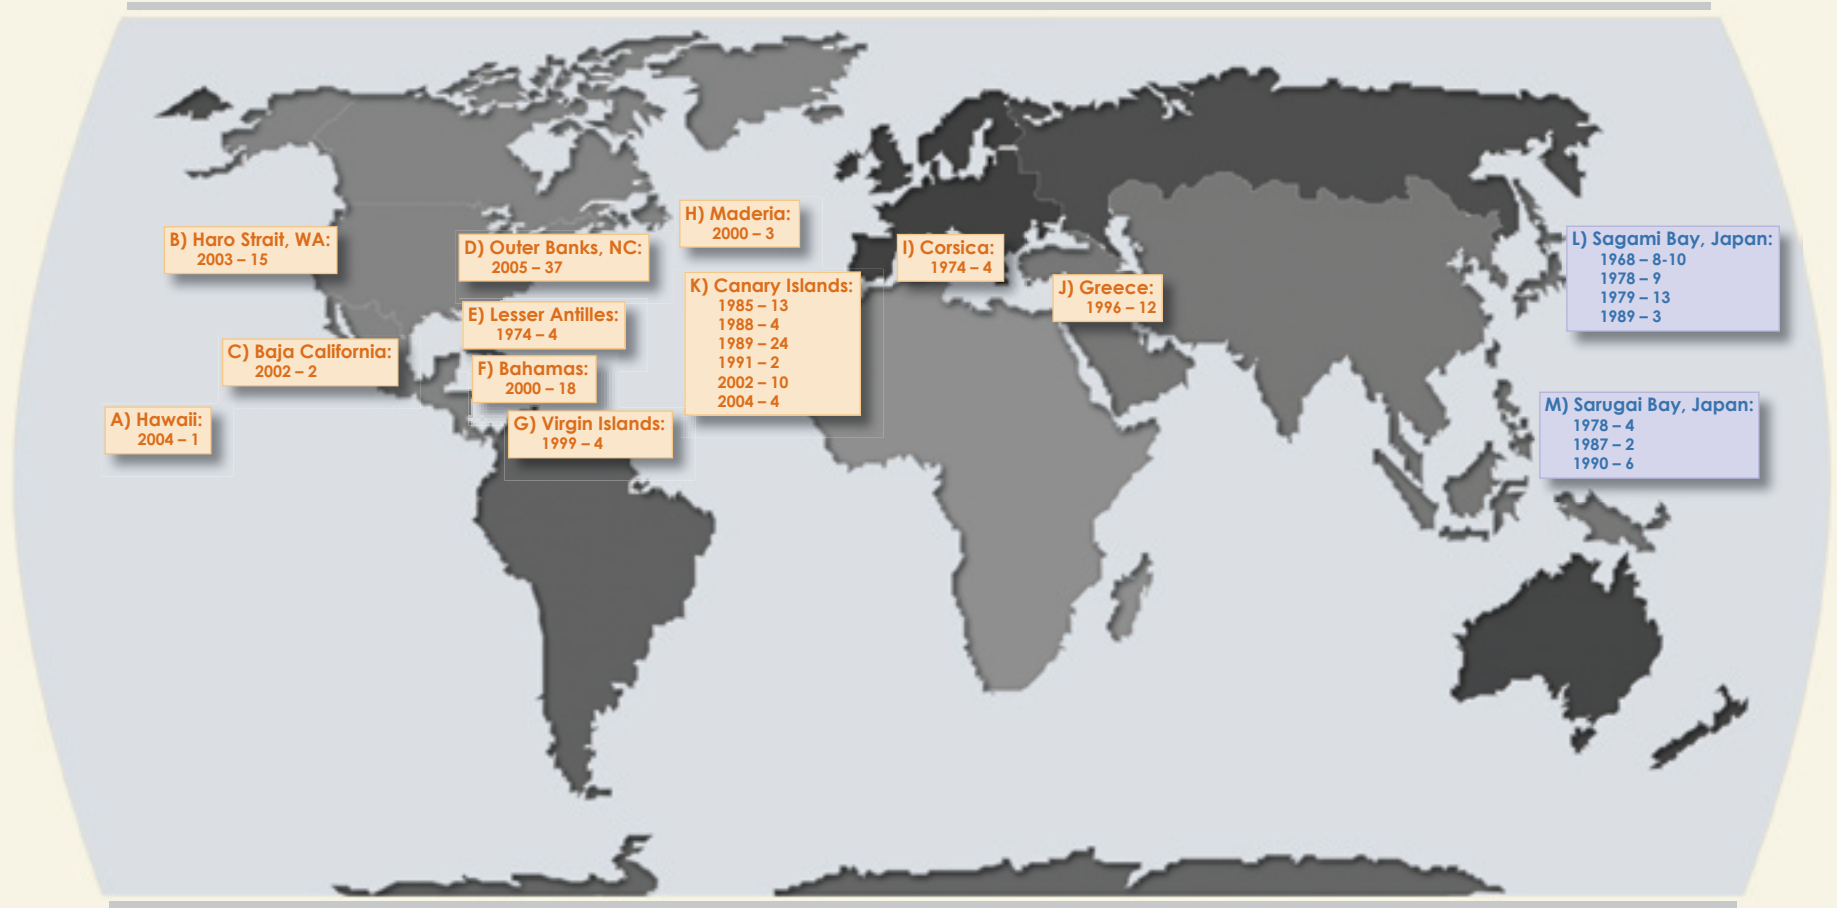 A) Hawaii:
2004 – 1
B) Haro Strait, WA:
2003 – 15
C) Baja California:
2002 – 2
D) Outer Banks, NC:
2005 – 37
E) Lesser Antilles:
1974 – 4
F) Bahamas:
2000 – 18
G) Virgin Islands:
1999 – 4
H) Maderia:
2000 – 3
I) Corsica:
1974 – 4
J) Greece:
1996 – 12
K) Canary Islands:
1985 – 13
1988 – 4
1989 – 24
1991 – 2
2002 – 10
2004 – 4
L) Sagami Bay, Japan:
1968 – 8-10
1978 – 9
1979 – 13
1989 – 3
M) Sarugai Bay, Japan:
1978 – 4
1987 – 2
1990 – 6